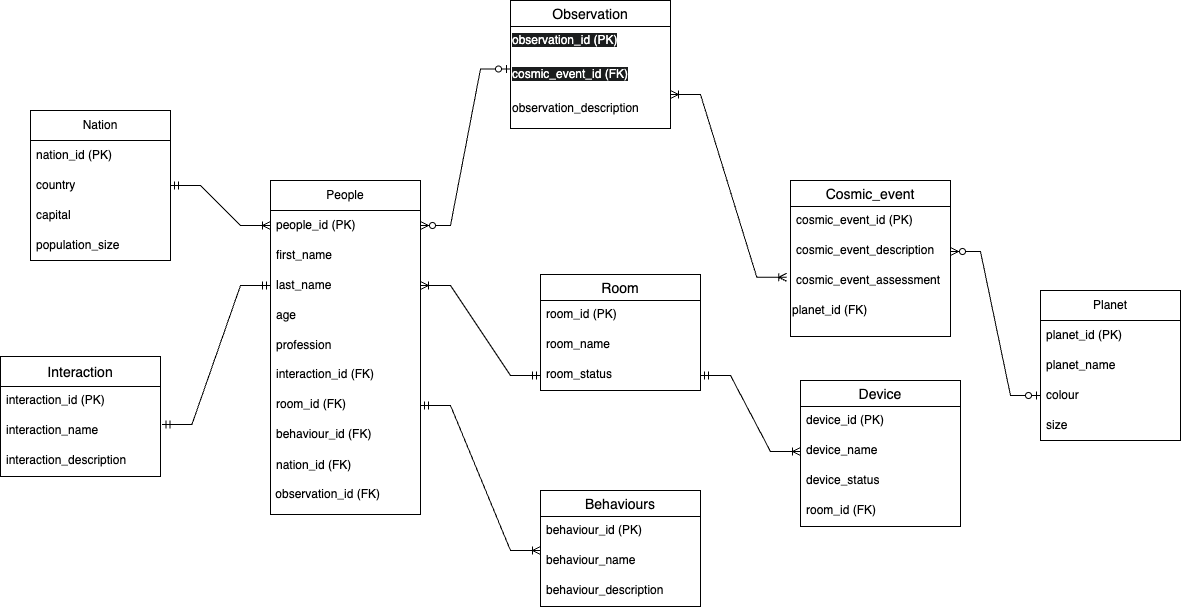 Observation
observation_id (PK)
cosmic_event_id (FK)
observation_description
Nation
nation_id (PK)
country
capital
population_size
People
people_id (PK)
first_name
last_name
age
profession
interaction_id (FK)
room_id (FK)
behaviour_id (FK)
nation_id (FK)
observation_id (FK)
Cosmic_event
cosmic_event_id (PK)
cosmic_event_description
cosmic_event_assessment
planet_id (FK)
Room
room_id (PK)
room_name
room_status
Planet
planet_id (PK)
planet_name
colour
size
Interaction
interaction_id (PK)
interaction_name
interaction_description
Device
device_id (PK)
device_name
device_status
room_id (FK)
Behaviours
behaviour_id (PK)
behaviour_name
behaviour_description